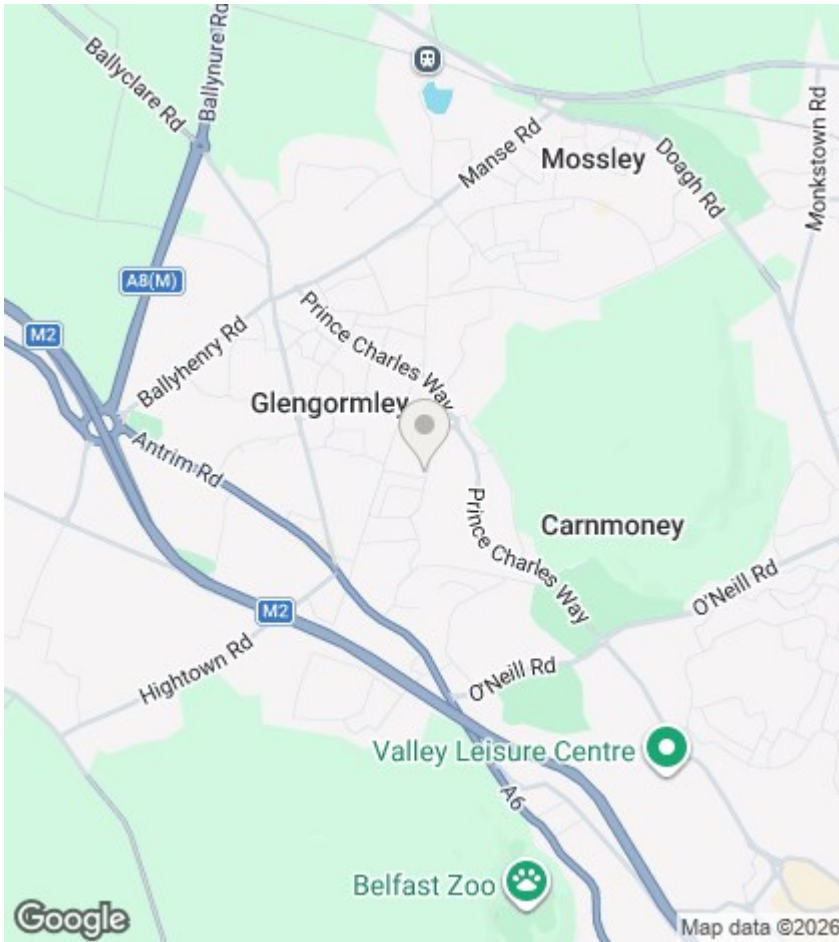 Ballyclare Rd
Ballynure Rd
Manse Rd
Mossley
Doagh Rd
Monkstown Rd
A8(M)
M2
Prince Charles Way
Ballyhenry Rd
Glengormley
Antrim Rd
Prince Charles Way
Carnmoney
O'Neill Rd
M2
Hightown Rd
O'Neill Rd
Valley Leisure Centre
A6
Belfast Zoo
Google
Map data ©2026